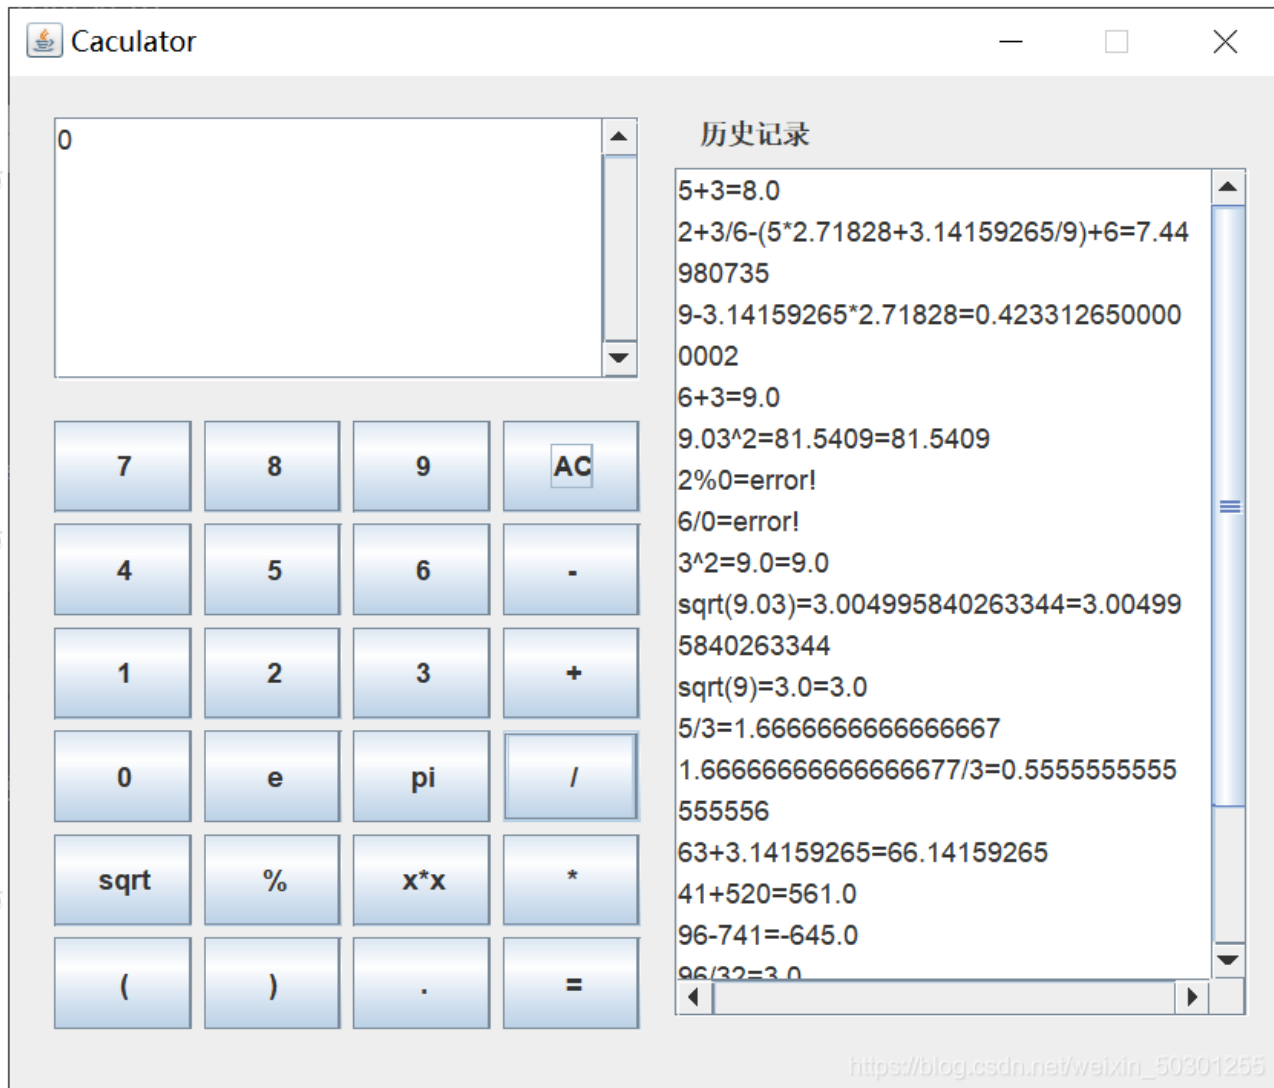 Caculator
0
历史记录
5+3=8.0
2+3/6-(5*2.71828+3.14159265/9)+6=7.44
980735
9-3.14159265*2.71828=0.423312650000
0002
6+3=9.0
9.03^2=81.5409=81.5409
2%0=error!
6/0=error!
3^2=9.0=9.0
sqrt(9.03)=3.004995840263344=3.00499
5840263344
sqrt(9)=3.0=3.0
5/3=1.6666666666666667
1.66666666666666677/3=0.5555555555
555556
63+3.14159265=66.14159265
41+520=561.0
96-741=-645.0
96/32=3.0
7 8 9 AC
4 5 6 -
1 2 3 +
0 e pi /
sqrt % x*x *
( ) . =
https://blog.csdn.net/weixin_50301255